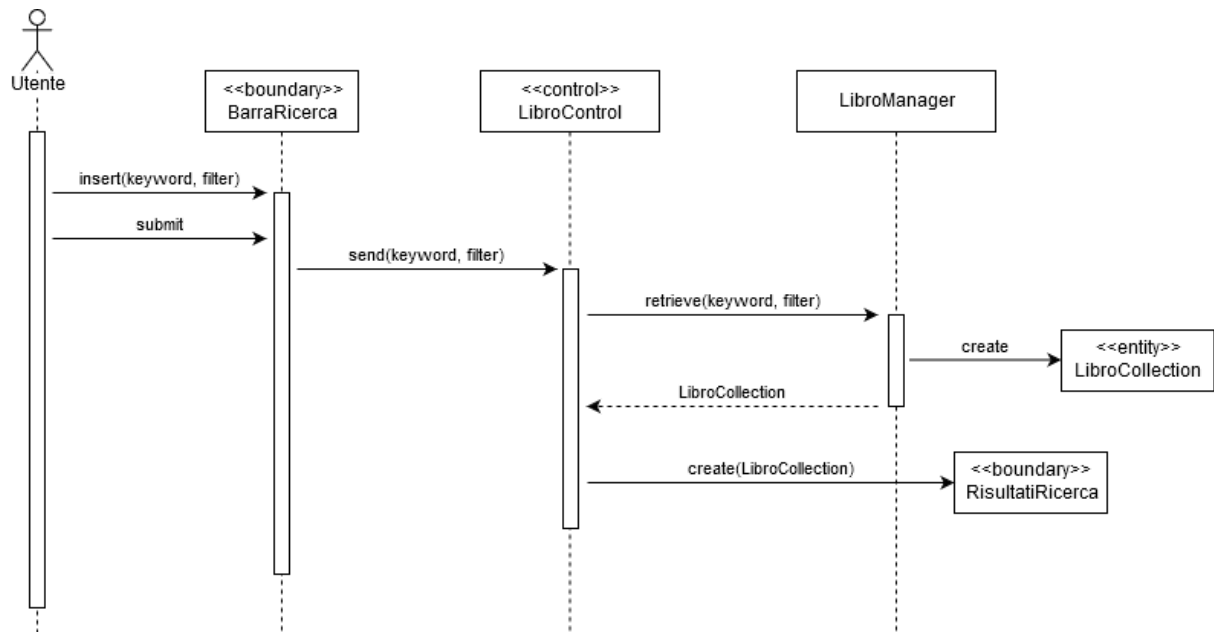 Utente
<<boundary>>
BarraRicerca
<<control>>
LibroControl
LibroManager
insert(keyword, filter)
submit
send(keyword, filter)
retrieve(keyword, filter)
create
<<entity>>
LibroCollection
LibroCollection
create(LibroCollection)
<<boundary>>
RisultatiRicerca